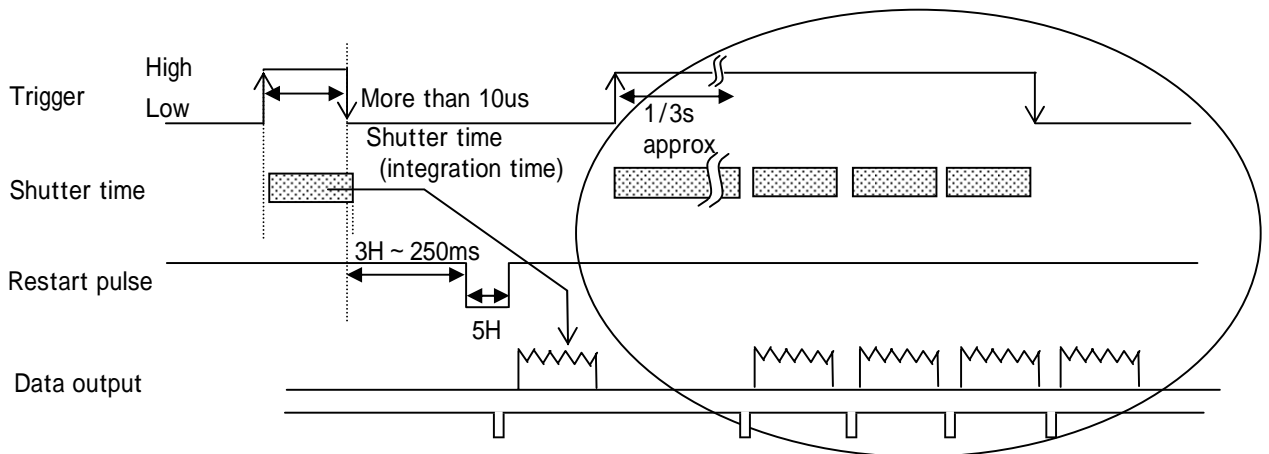 High
Trigger
Low
More than 10us
1/3s
approx
Shutter time
(integration time)
Shutter time
3H ~ 250ms
Restart pulse
5H
Data output